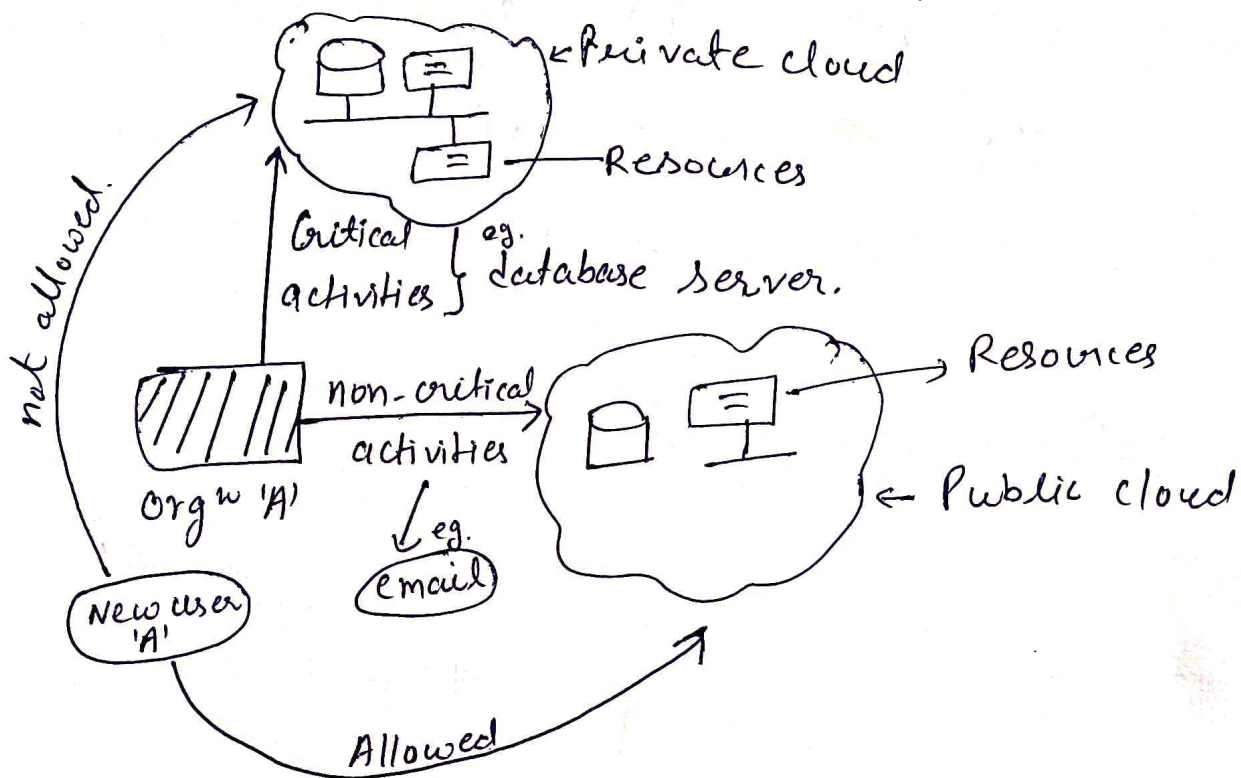 Private cloud
Resources
not allowed.
Critical
activities
eg.
database server.
Resources
non-critical
activities
Orgn 'A'
Public cloud
eg.
email
New user
'A'
Allowed